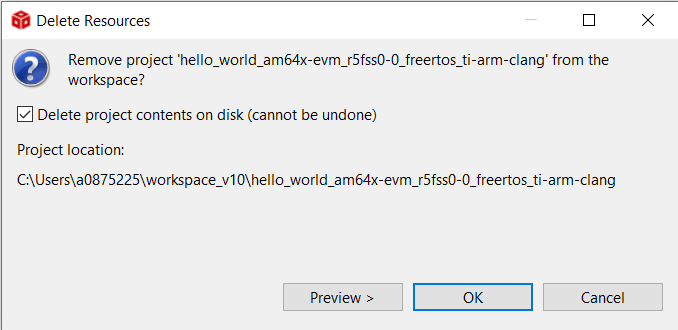 Delete Resources
Remove project 'hello_world_am64x-evm_r5fss0-0_freertos_ti-arm-clang' from the
workspace?
Delete project contents on disk (cannot be undone)
Project location:
C:\Users\a0875225\workspace_v10\hello_world_am64x-evm_r5fss0-0_freertos_ti-arm-clang
Preview > OK Cancel